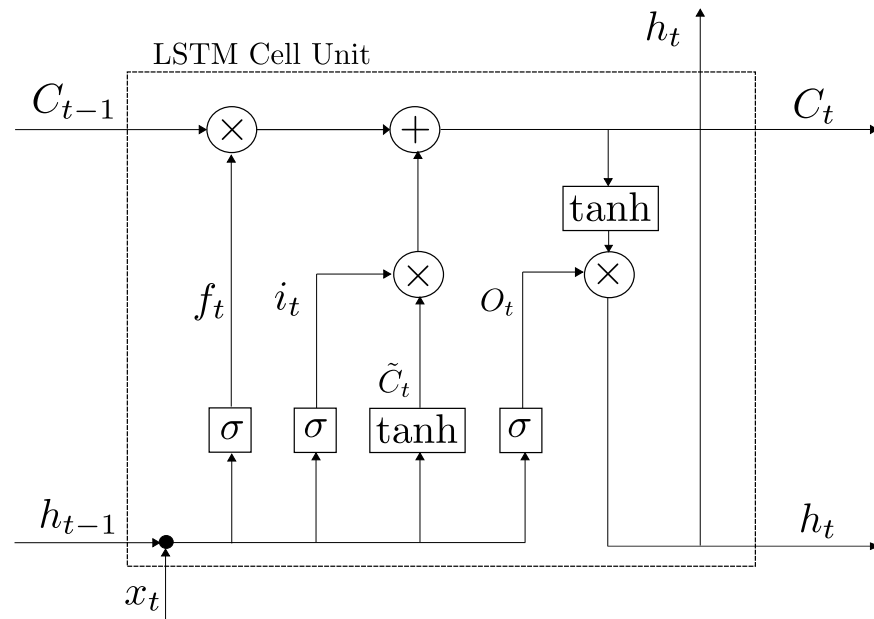 h_t
LSTM Cell Unit
C_{t−1}
C_t
× +
tanh
× ×
f_t i_t O_t
C̃_t
σ σ tanh σ
h_{t−1}
h_t
x_t